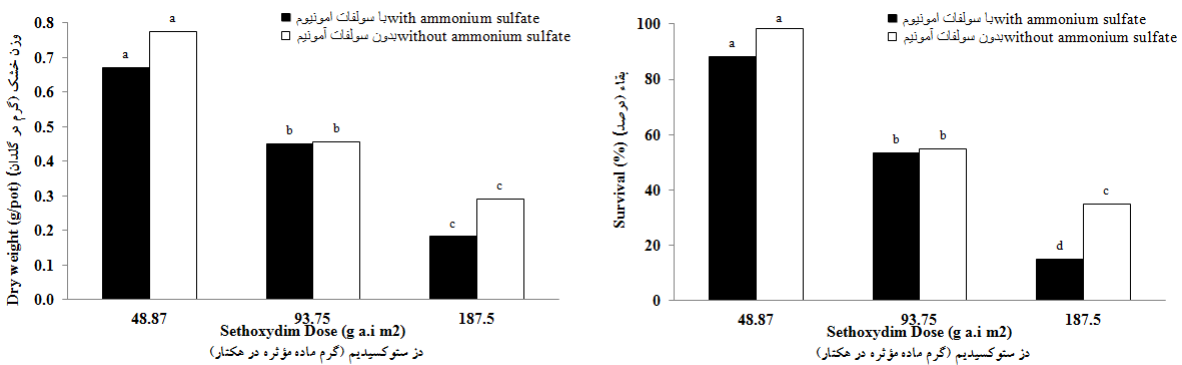 با سولفات امونیوم with ammonium sulfate
بدون سولفات آمونیم without ammonium sulfate
وزن خشک (گرم در گلدان)
Dry weight (g/pot)
0.8
0.7
0.6
0.5
0.4
0.3
0.2
0.1
0.0
a
a
b
b
c
c
48.87
93.75
187.5
Sethoxydim Dose (g a.i m2)
دز ستوکسیدیم (گرم ماده مؤثره در هکتار)
با سولفات امونیوم with ammonium sulfate
بدون سولفات آمونیم without ammonium sulfate
بقاء (درصد)
Survival (%)
100
80
60
40
20
0
a
a
b
b
d
c
48.87
93.75
187.5
Sethoxydim Dose (g a.i m2)
دز ستوکسیدیم (گرم ماده مؤثره در هکتار)